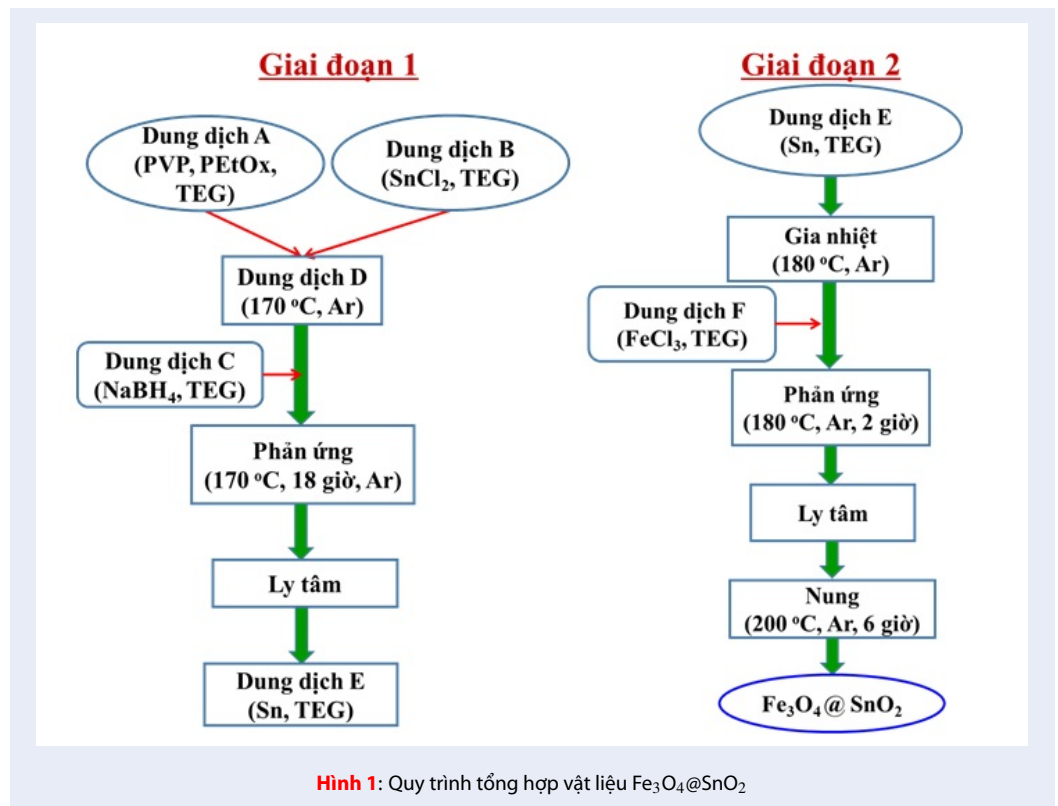 Giai đoạn 1
Dung dịch A
(PVP, PEtOx,
TEG)
Dung dịch B
(SnCl₂, TEG)
Dung dịch D
(170 °C, Ar)
Dung dịch C
(NaBH₄, TEG)
Phản ứng
(170 °C, 18 giờ, Ar)
Ly tâm
Dung dịch E
(Sn, TEG)
Giai đoạn 2
Dung dịch E
(Sn, TEG)
Gia nhiệt
(180 °C, Ar)
Dung dịch F
(FeCl₃, TEG)
Phản ứng
(180 °C, Ar, 2 giờ)
Ly tâm
Nung
(200 °C, Ar, 6 giờ)
Fe₃O₄@ SnO₂
Hình 1: Quy trình tổng hợp vật liệu Fe₃O₄@SnO₂